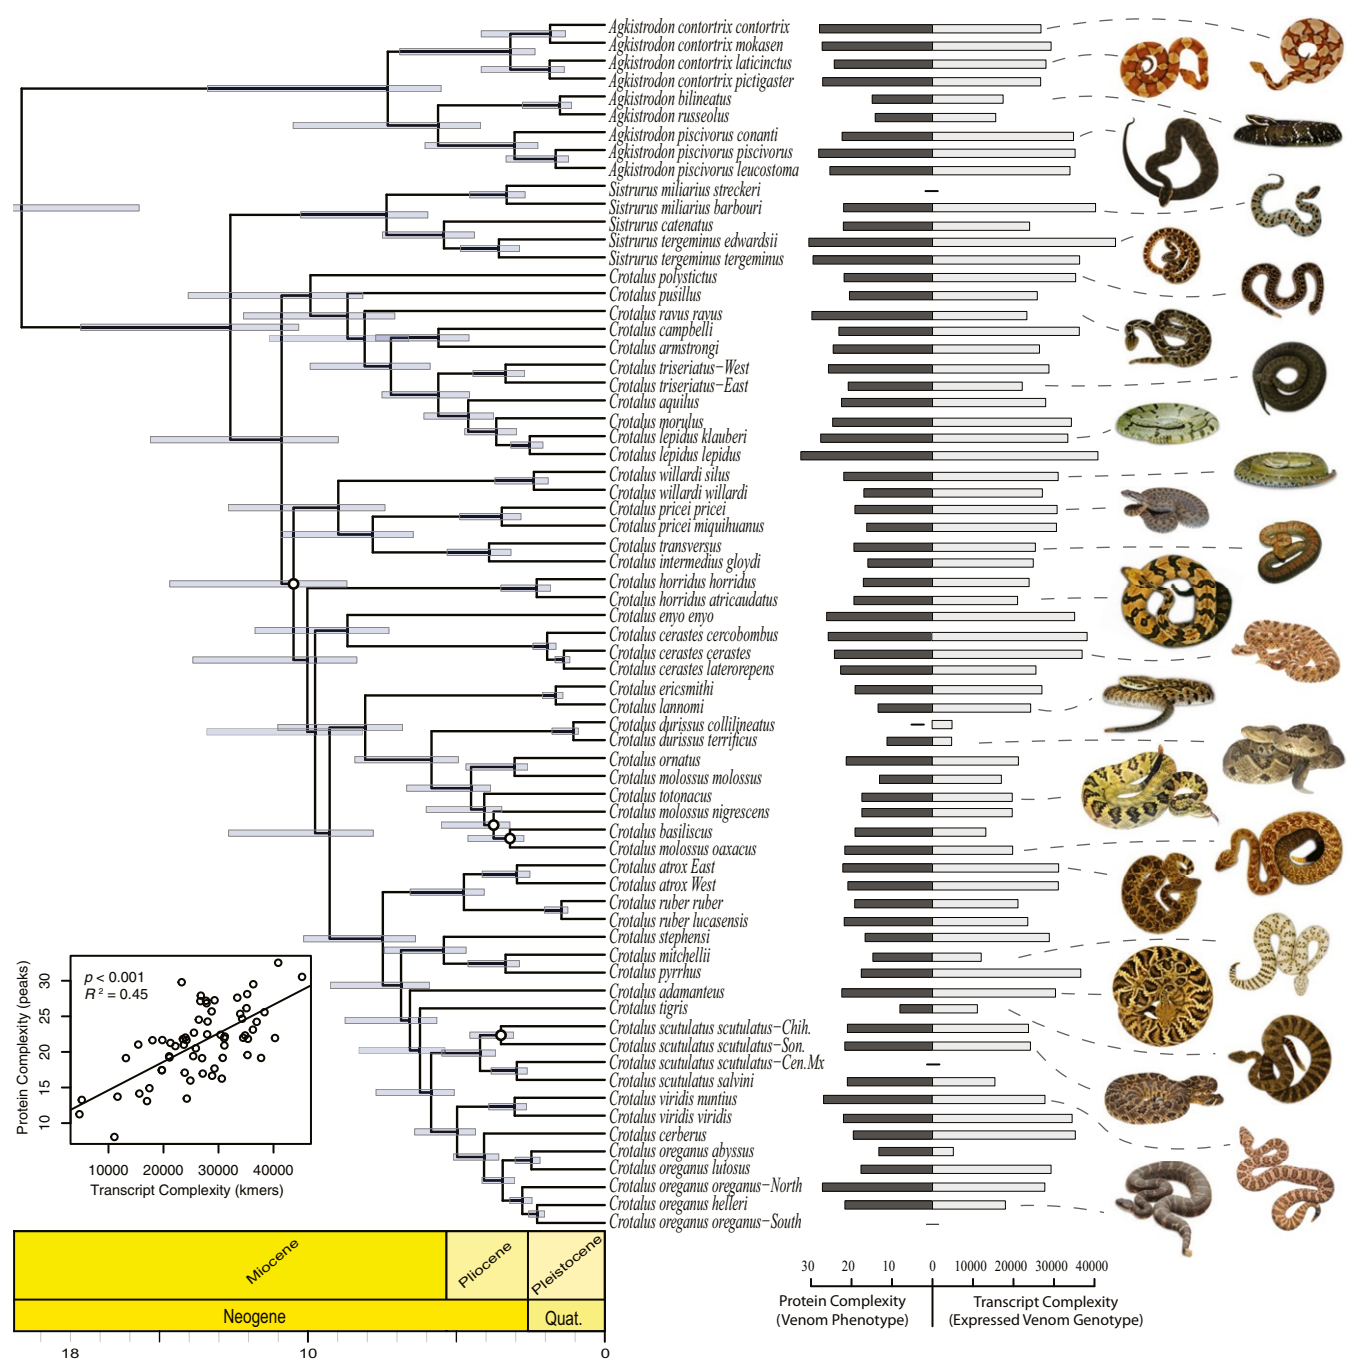 Agkistrodon contortrix contortrix
Agkistrodon contortrix mokasen
Agkistrodon contortrix laticinctus
Agkistrodon contortrix pictigaster
Agkistrodon bilineatus
Agkistrodon russeolus
Agkistrodon piscivorus conanti
Agkistrodon piscivorus piscivorus
Agkistrodon piscivorus leucostoma
Sistrurus miliarius streckeri
Sistrurus miliarius barbouri
Sistrurus catenatus
Sistrurus tergeminus edwardsii
Sistrurus tergeminus tergeminus
Crotalus polystictus
Crotalus pusillus
Crotalus ravus ravus
Crotalus campbelli
Crotalus armstrongi
Crotalus triseriatus−West
Crotalus triseriatus−East
Crotalus aquilus
Crotalus morulus
Crotalus lepidus klauberi
Crotalus lepidus lepidus
Crotalus willardi silus
Crotalus willardi willardi
Crotalus pricei pricei
Crotalus pricei miquihuanus
Crotalus transversus
Crotalus intermedius gloydi
Crotalus horridus horridus
Crotalus horridus atricaudatus
Crotalus enyo enyo
Crotalus cerastes cercobombus
Crotalus cerastes cerastes
Crotalus cerastes laterorepens
Crotalus ericsmithi
Crotalus lannomi
Crotalus durissus collilineatus
Crotalus durissus terrificus
Crotalus ornatus
Crotalus molossus molossus
Crotalus totonacus
Crotalus molossus nigrescens
Crotalus basiliscus
Crotalus molossus oaxacus
Crotalus atrox East
Crotalus atrox West
Crotalus ruber ruber
Crotalus ruber lucasensis
Crotalus stephensi
Crotalus mitchellii
Crotalus pyrrhus
Crotalus adamanteus
Crotalus tigris
Crotalus scutulatus scutulatus−Chih.
Crotalus scutulatus scutulatus−Son.
Crotalus scutulatus scutulatus−Cen.Mx
Crotalus scutulatus salvini
Crotalus viridis nuntius
Crotalus viridis viridis
Crotalus cerberus
Crotalus oreganus abyssus
Crotalus oreganus lutosus
Crotalus oreganus oreganus−North
Crotalus oreganus helleri
Crotalus oreganus oreganus−South
p < 0.001
R² = 0.45
Protein Complexity (peaks)
30
25
20
15
10
10000 20000 30000 40000
Transcript Complexity (kmers)
Miocene Pliocene Pleistocene
Neogene Quat.
18 10 0
30 20 10 0 10000 20000 30000 40000
Protein Complexity
(Venom Phenotype)
Transcript Complexity
(Expressed Venom Genotype)